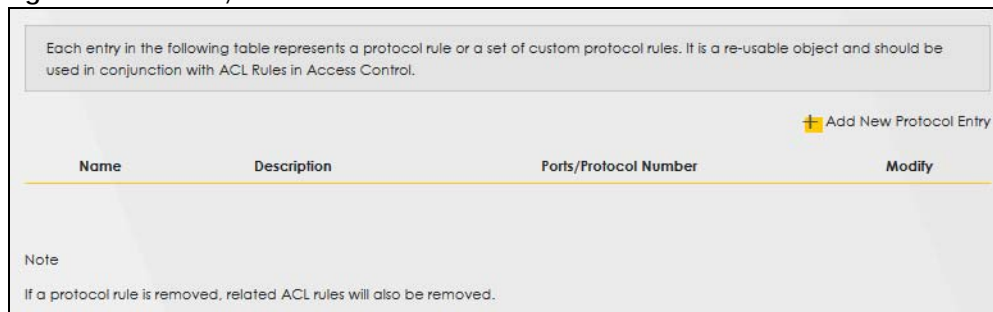 Each entry in the following table represents a protocol rule or a set of custom protocol rules. It is a re-usable object and should be
used in conjunction with ACL Rules in Access Control.
+ Add New Protocol Entry
Name Description Ports/Protocol Number Modify
Note
If a protocol rule is removed, related ACL rules will also be removed.